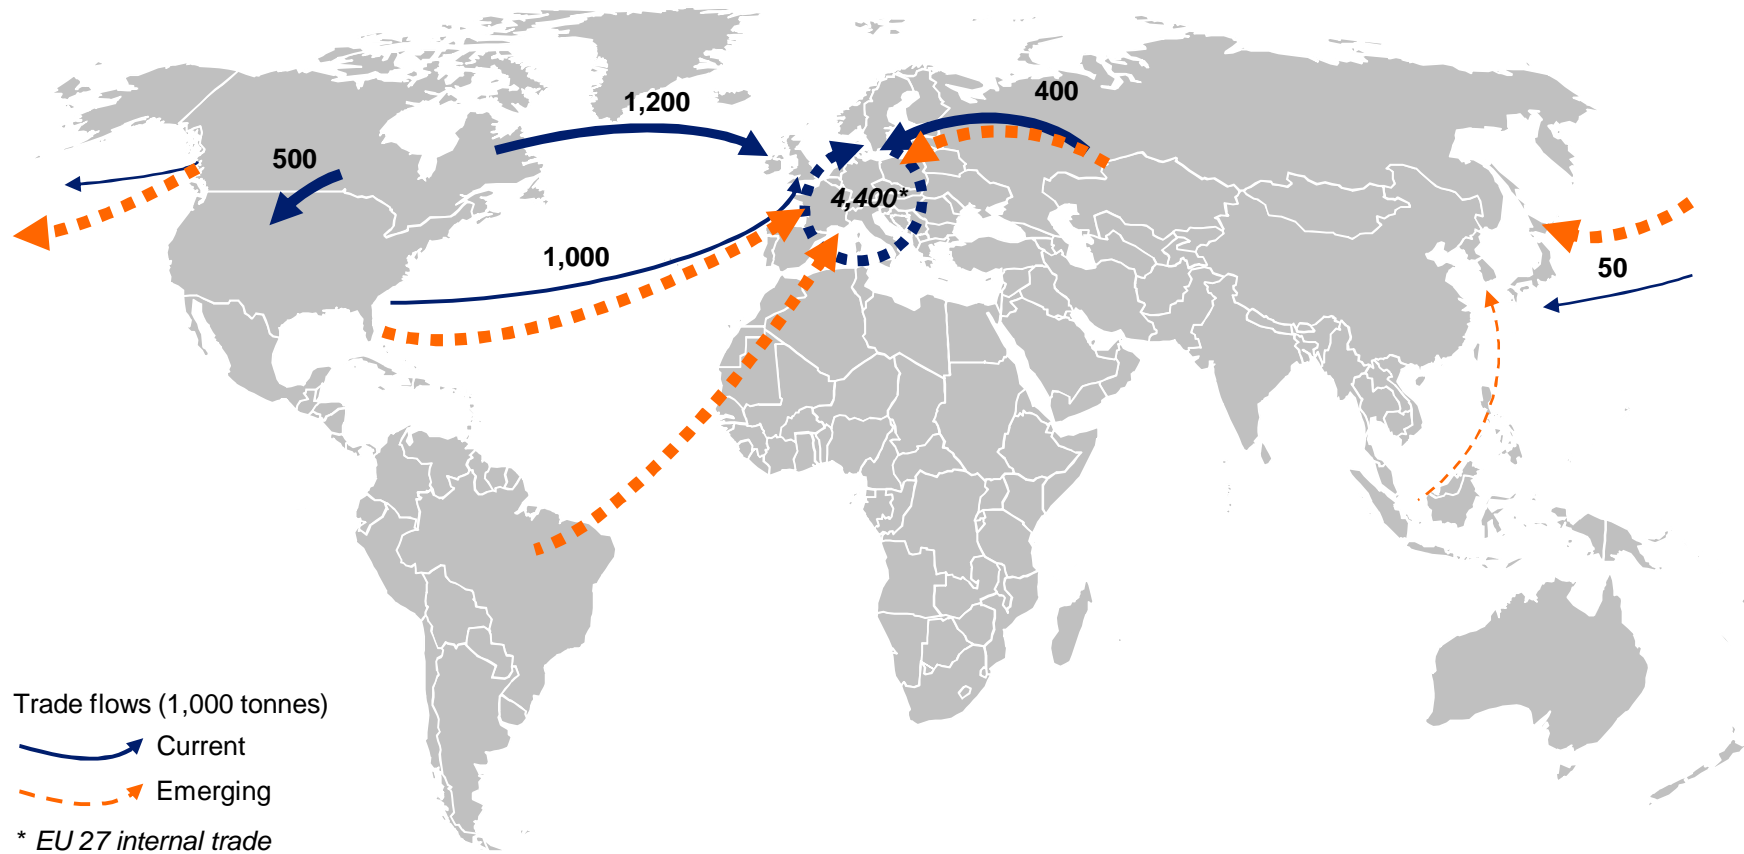 400
1,200
500
4,400*
1,000
50
Trade flows (1,000 tonnes)
Current
Emerging
* EU 27 internal trade